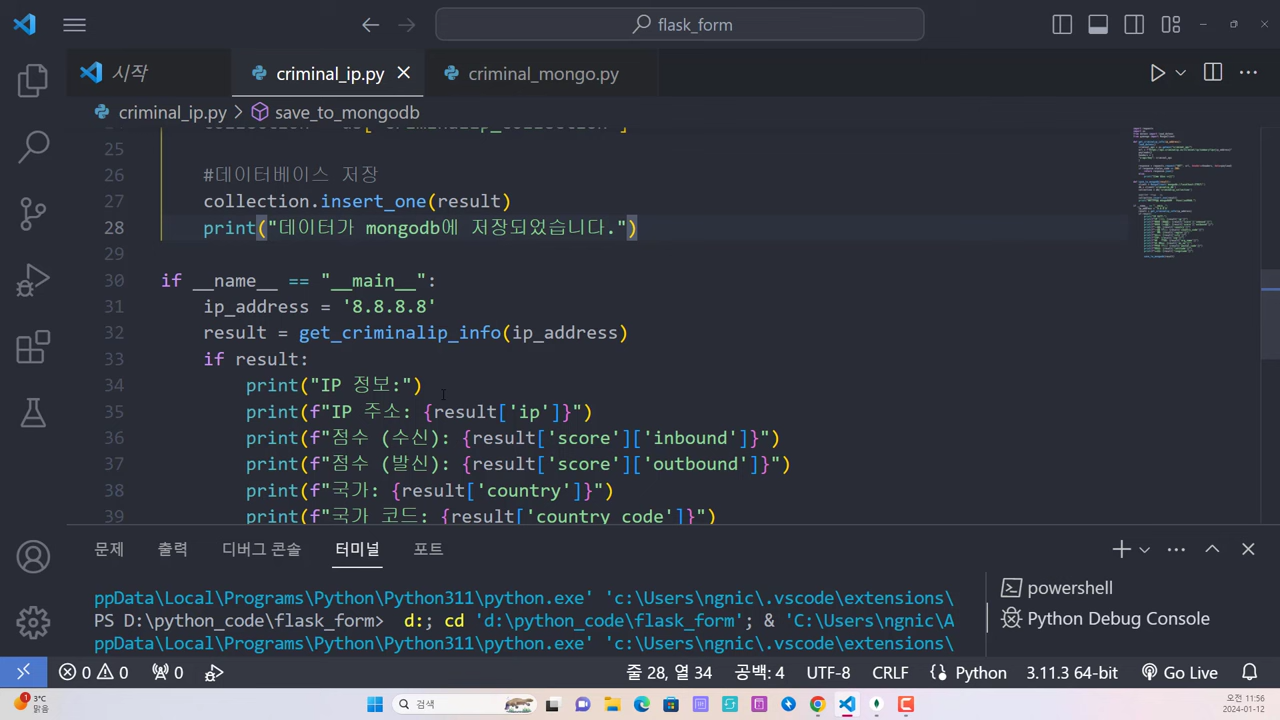 flask_form
시작
criminal_ip.py
criminal_mongo.py
criminal_ip.py > save_to_mongodb
25
26 #데이터베이스 저장
27 collection.insert_one(result)
28 print("데이터가 mongodb에 지장되었습니다.")
29
30 if __name__ == "__main__":
31 ip_address = '8.8.8.8'
32 result = get_criminalip_info(ip_address)
33 if result:
34 print("IP 정보:")
35 print(f"IP 주소: {result['ip']}")
36 print(f"점수 (수신): {result['score']['inbound']}")
37 print(f"점수 (발신): {result['score']['outbound']}")
38 print(f"국가: {result['country']}")
39 print(f"국가 코드: {result['country_code']}")
문제 출력 디버그 콘솔 터미널 포트
ppData\Local\Programs\Python\Python311\python.exe' 'c:\Users\ngnic\.vscode\extensions\
PS D:\python_code\flask_form> d:; cd 'd:\python_code\flask_form'; & 'C:\Users\ngnic\A
ppData\Local\Programs\Python\Python311\python.exe' 'c:\Users\ngnic\.vscode\extensions\
powershell
Python Debug Console
0 0 0 줄 28, 열 34 공백: 4 UTF-8 CRLF Python 3.11.3 64-bit Go Live
3°C
맑음
검색
오전 11:56
2024-01-12